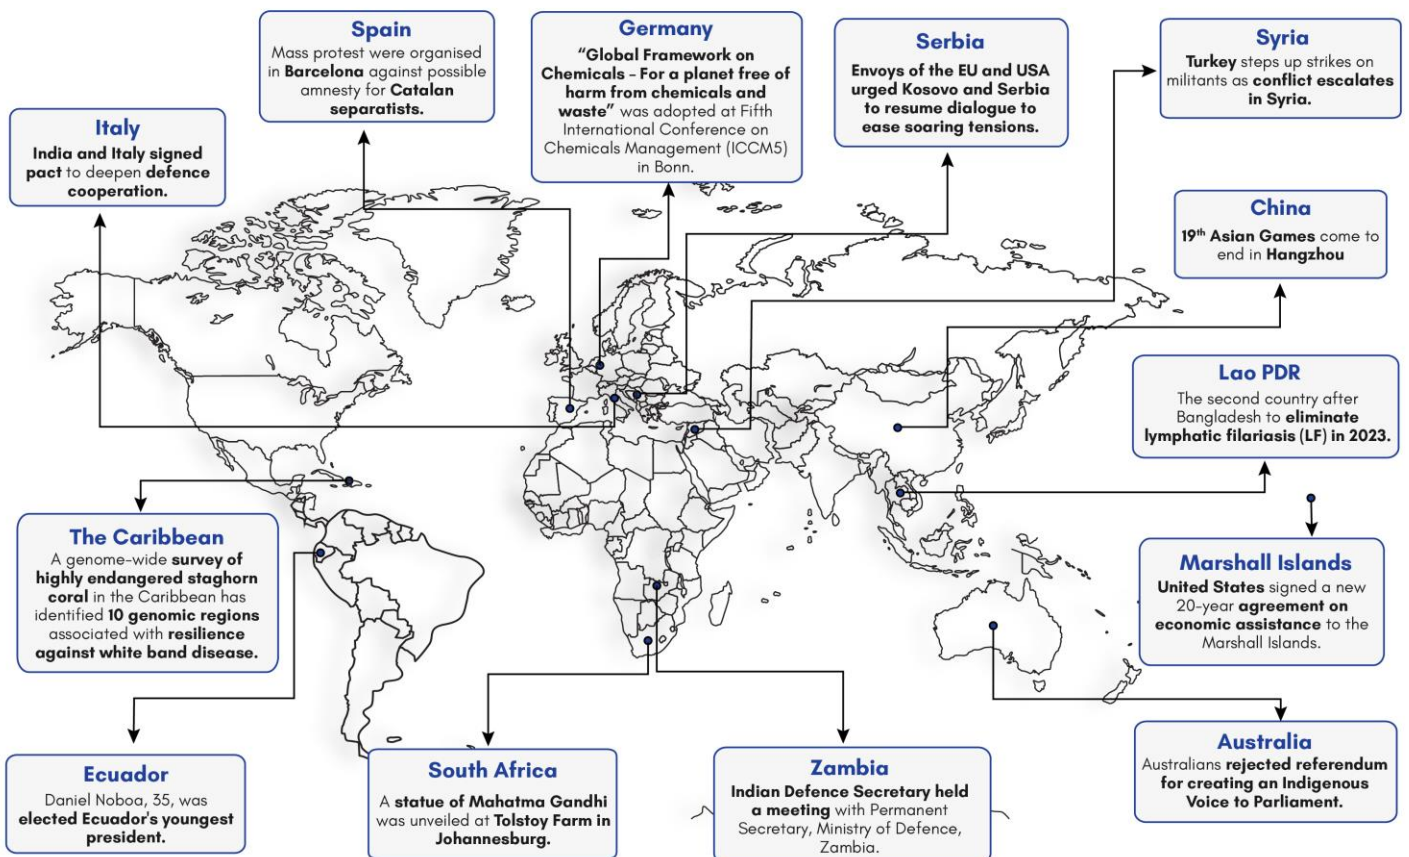 Spain
Mass protest were organised
in Barcelona against possible
amnesty for Catalan
separatists.
Germany
“Global Framework on
Chemicals – For a planet free of
harm from chemicals and
waste” was adopted at Fifth
International Conference on
Chemicals Management (ICCM5)
in Bonn.
Serbia
Envoys of the EU and USA
urged Kosovo and Serbia
to resume dialogue to
ease soaring tensions.
Syria
Turkey steps up strikes on
militants as conflict escalates
in Syria.
Italy
India and Italy signed
pact to deepen defence
cooperation.
China
19th Asian Games come to
end in Hangzhou
Lao PDR
The second country after
Bangladesh to eliminate
lymphatic filariasis (LF) in 2023.
The Caribbean
A genome-wide survey of
highly endangered staghorn
coral in the Caribbean has
identified 10 genomic regions
associated with resilience
against white band disease.
Marshall Islands
United States signed a new
20-year agreement on
economic assistance to the
Marshall Islands.
Ecuador
Daniel Noboa, 35, was
elected Ecuador's youngest
president.
South Africa
A statue of Mahatma Gandhi
was unveiled at Tolstoy Farm in
Johannesburg.
Zambia
Indian Defence Secretary held
a meeting with Permanent
Secretary, Ministry of Defence,
Zambia.
Australia
Australians rejected referendum
for creating an Indigenous
Voice to Parliament.